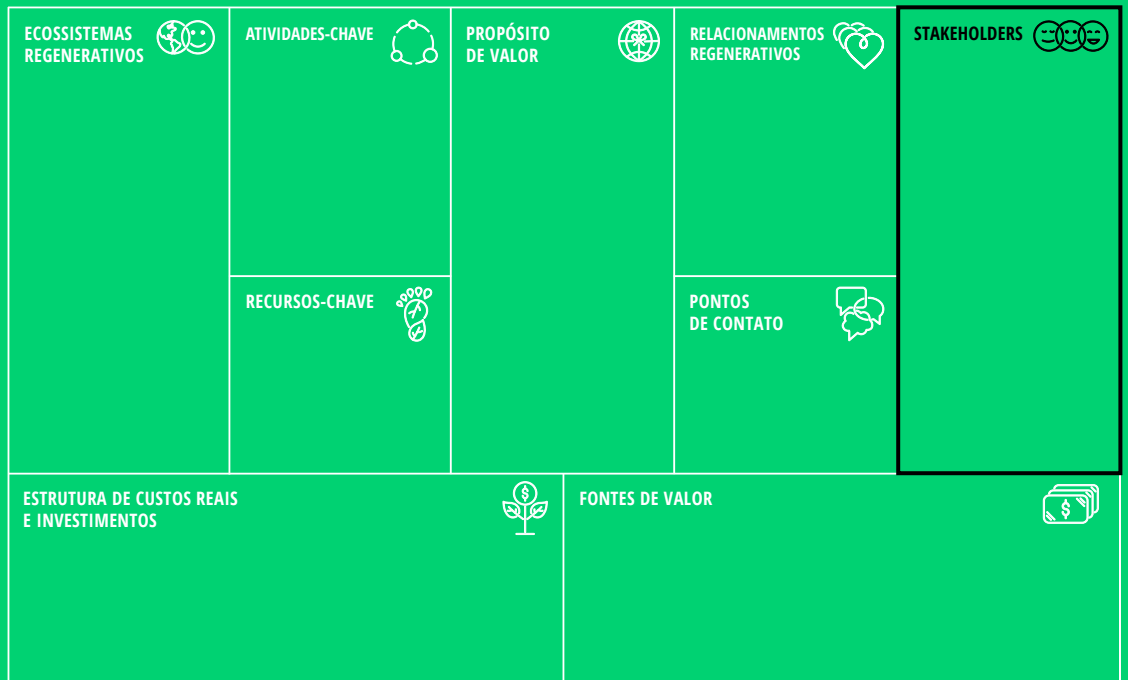 ECOSSISTEMAS
REGENERATIVOS
ATIVIDADES-CHAVE
PROPÓSITO
DE VALOR
RELACIONAMENTOS
REGENERATIVOS
STAKEHOLDERS
RECURSOS-CHAVE
PONTOS
DE CONTATO
ESTRUTURA DE CUSTOS REAIS
E INVESTIMENTOS
$
FONTES DE VALOR
$